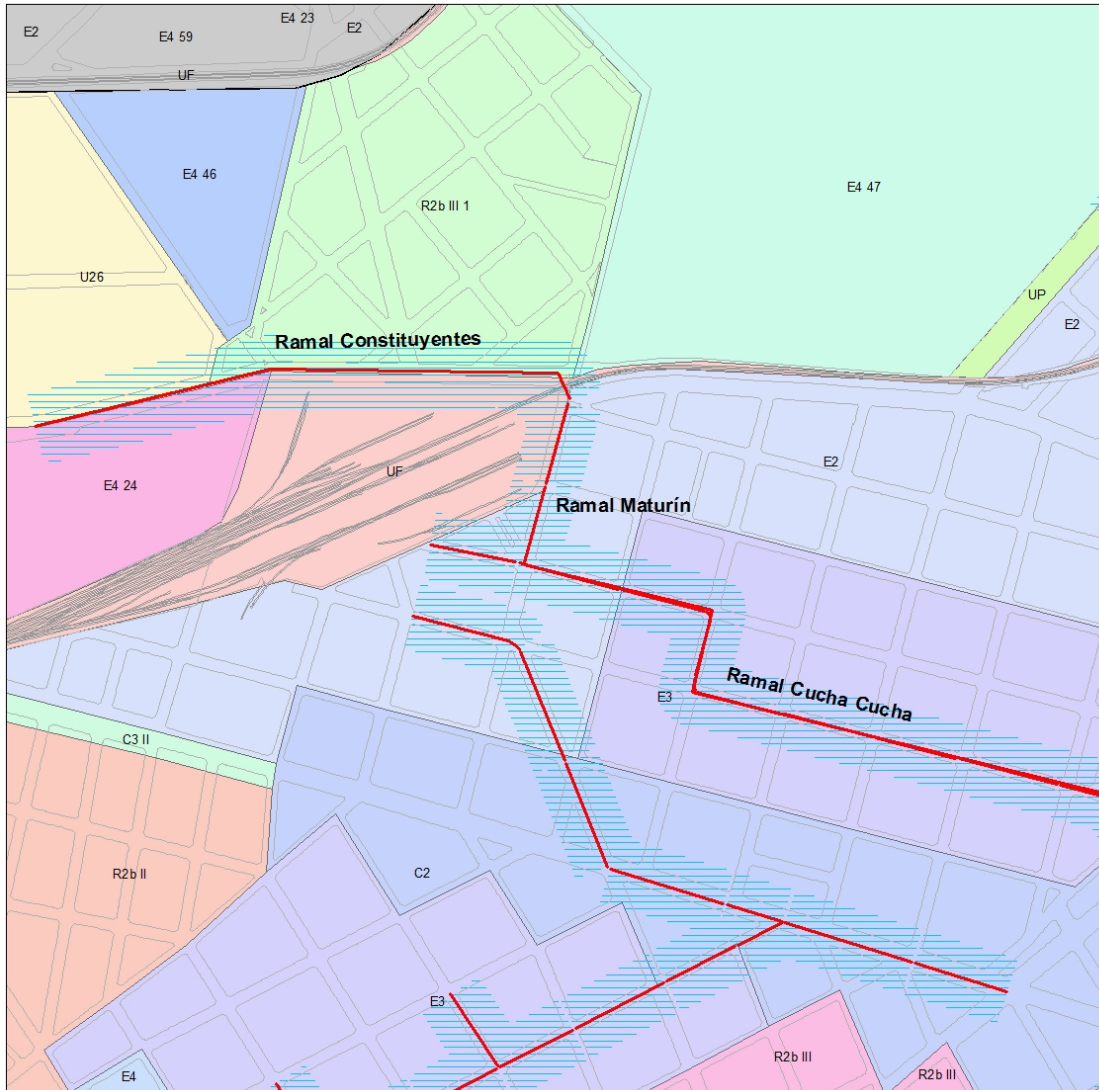 E4 23
E2
E4 59
E2
UF
E4 46
E4 47
R2b III 1
U26
UP
E2
Ramal Constituyentes
E2
UF
E4 24
Ramal Maturín
Ramal Cucha Cucha
E3
C3 II
R2b II
C2
E3
R2b III
E4
R2b III